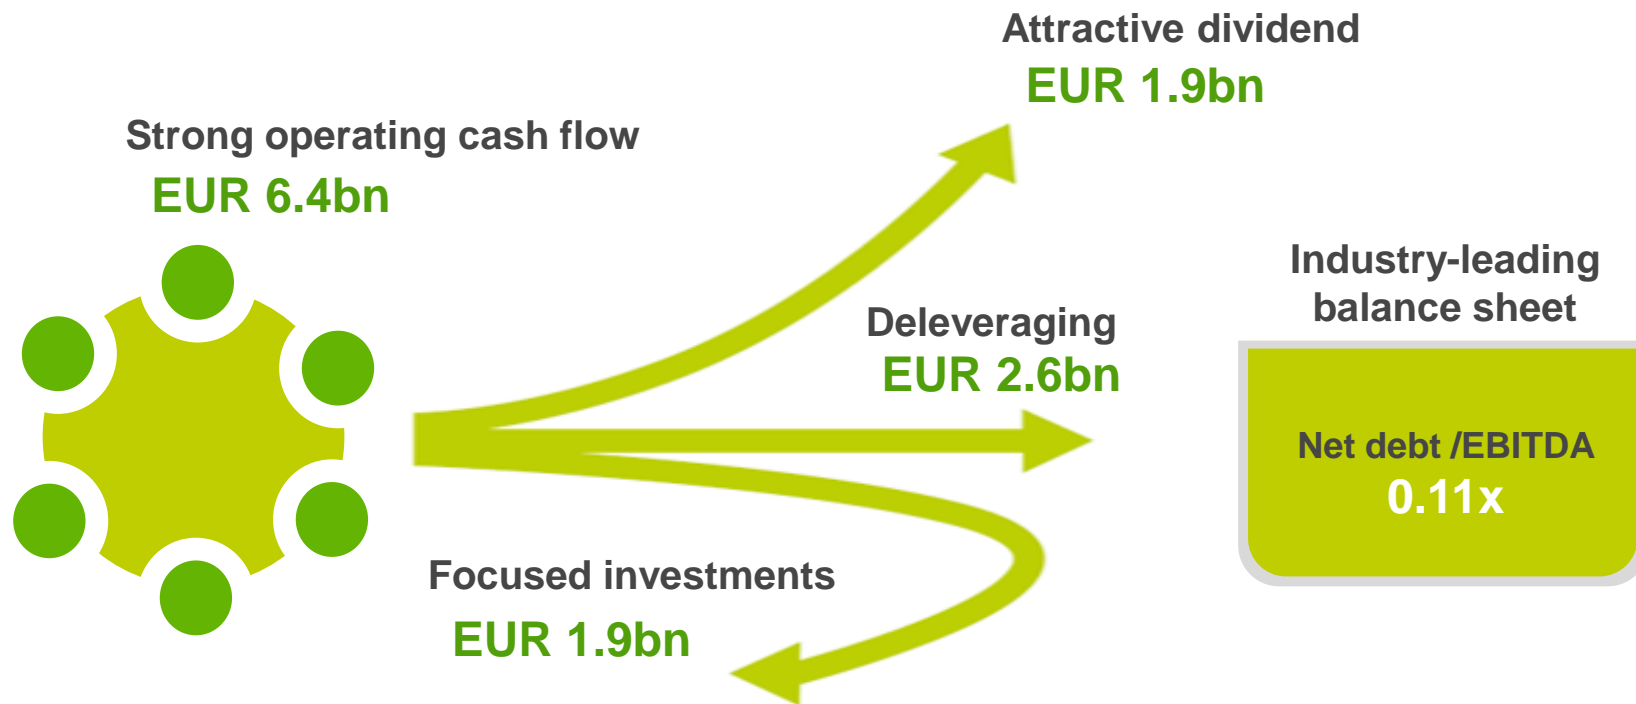 Strong operating cash flow
EUR 6.4bn
Attractive dividend
EUR 1.9bn
Deleveraging
EUR 2.6bn
Focused investments
EUR 1.9bn
Industry-leading
balance sheet
Net debt /EBITDA
0.11x